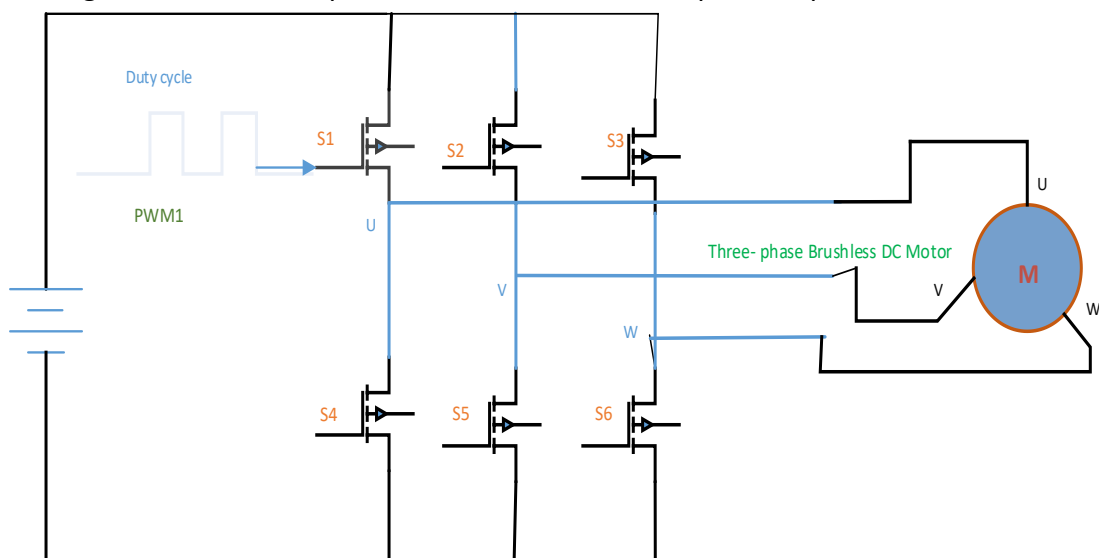 Duty cycle
S1
S2
S3
PWM1
U
U
Three- phase Brushless DC Motor
M
V
V
W
W
S4
S5
S6